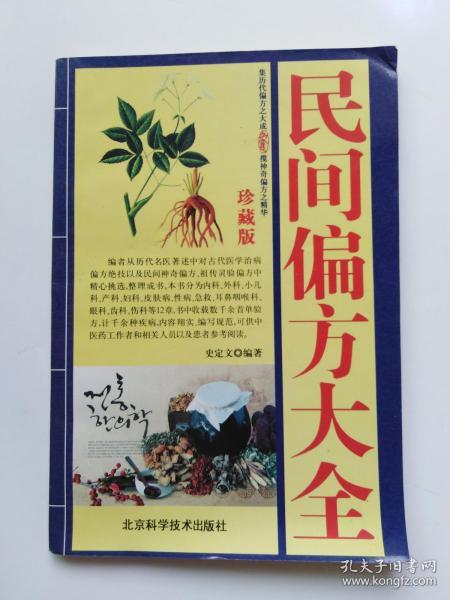 民间偏方大全
集历代偏方之大成 揽神奇偏方之精华
珍藏版
编者从历代名医著述中对古代医学治病
偏方绝技以及民间神奇偏方,祖传灵验偏方中
精心挑选,整理成书。本书分为内科,外科,小儿
科,产科,妇科,皮肤病,性病,急救,耳鼻咽喉科,
眼科,齿科,伤科等12章,书中收载数千余首单验
方,计千余种疾病,内容翔实,编写规范,可供中
医药工作者和相关人员以及患者参考阅读。
史定文 编著
전통
한의학
北京科学技术出版社
孔夫子旧书网
www.kongfz.com